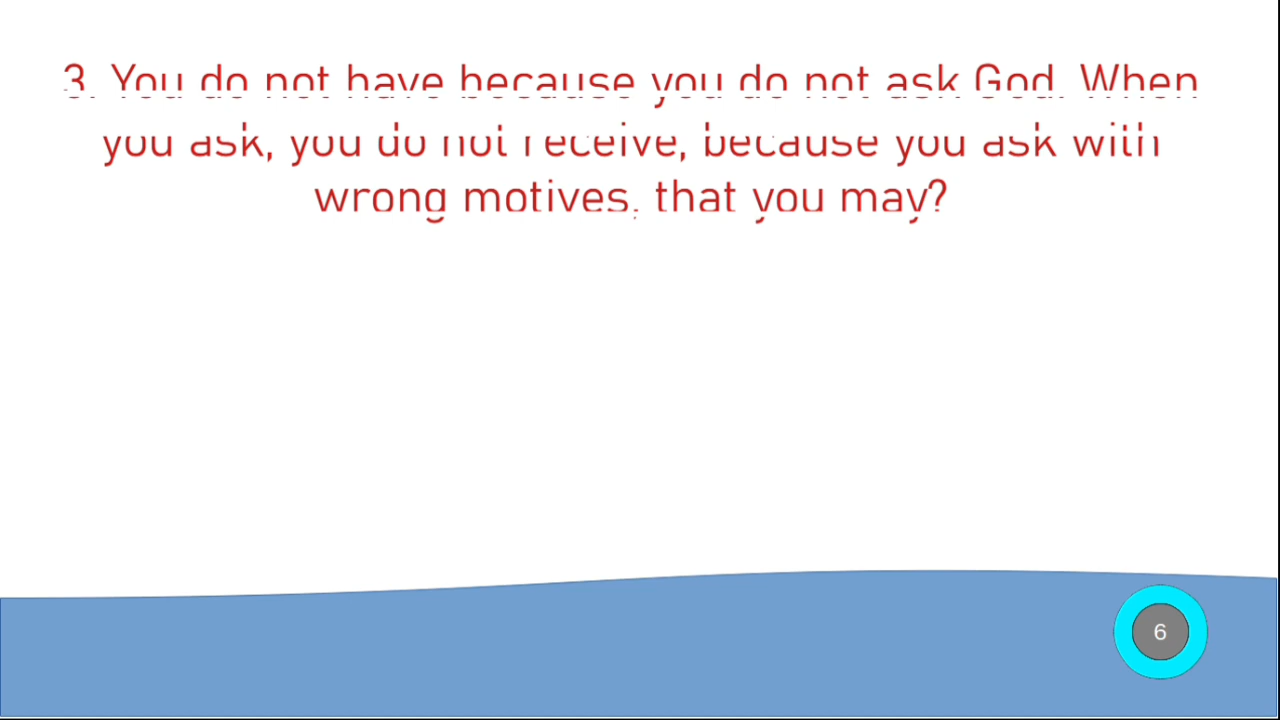 3. You do not have because you do not ask God. When
you ask, you do not receive, because you ask with
wrong motives, that you may?
6